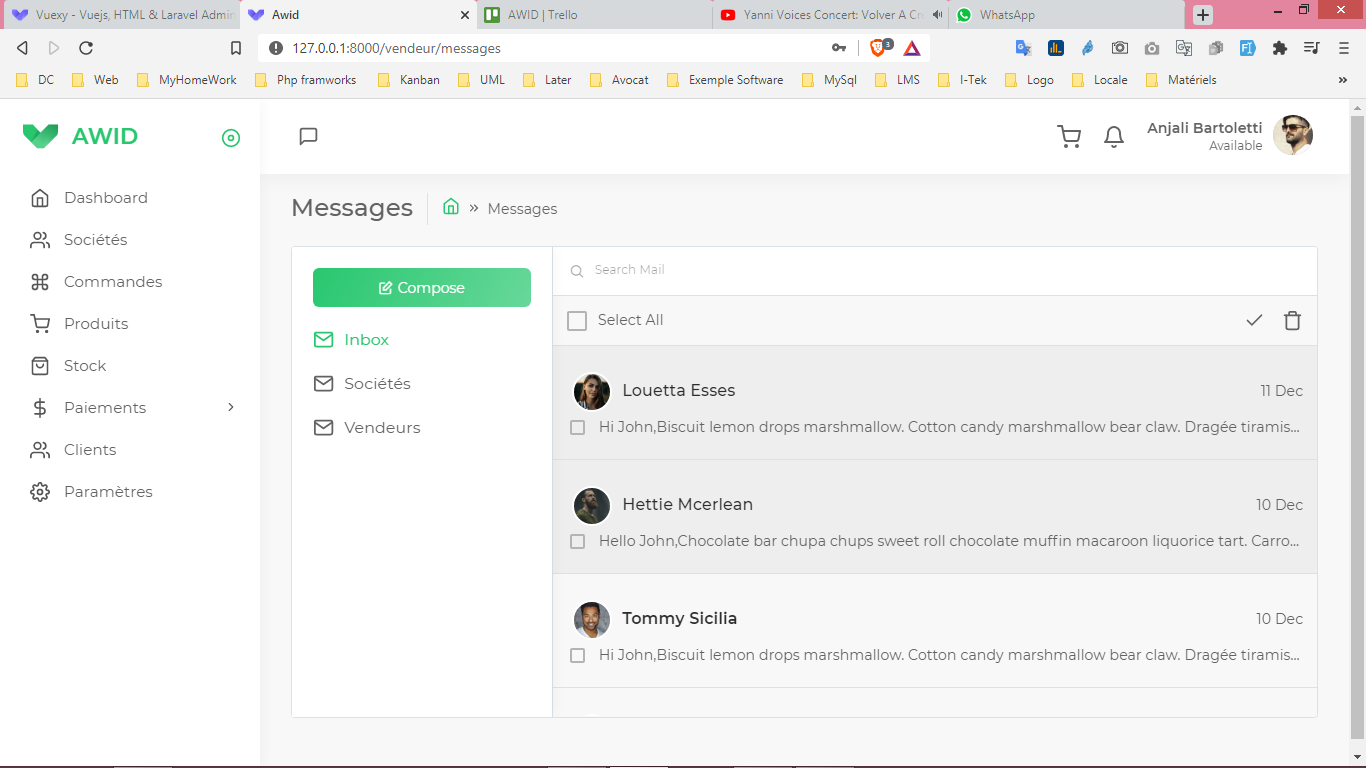 Vuexy - Vuejs, HTML & Laravel Admin
Awid
AWID | Trello
Yanni Voices Concert: Volver A Cr
WhatsApp
127.0.0.1:8000/vendeur/messages
3
DC
Web
MyHomeWork
Php framworks
Kanban
UML
Later
Avocat
Exemple Software
MySql
LMS
I-Tek
Logo
Locale
Matériels
»
AWID
Anjali Bartoletti
Available
Dashboard
Sociétés
Commandes
Produits
Stock
Paiements
Clients
Paramètres
Messages
» Messages
Compose
Inbox
Sociétés
Vendeurs
Search Mail
Select All
Louetta Esses
11 Dec
Hi John,Biscuit lemon drops marshmallow. Cotton candy marshmallow bear claw. Dragée tiramis...
Hettie Mcerlean
10 Dec
Hello John,Chocolate bar chupa chups sweet roll chocolate muffin macaroon liquorice tart. Carro...
Tommy Sicilia
10 Dec
Hi John,Biscuit lemon drops marshmallow. Cotton candy marshmallow bear claw. Dragée tiramis...